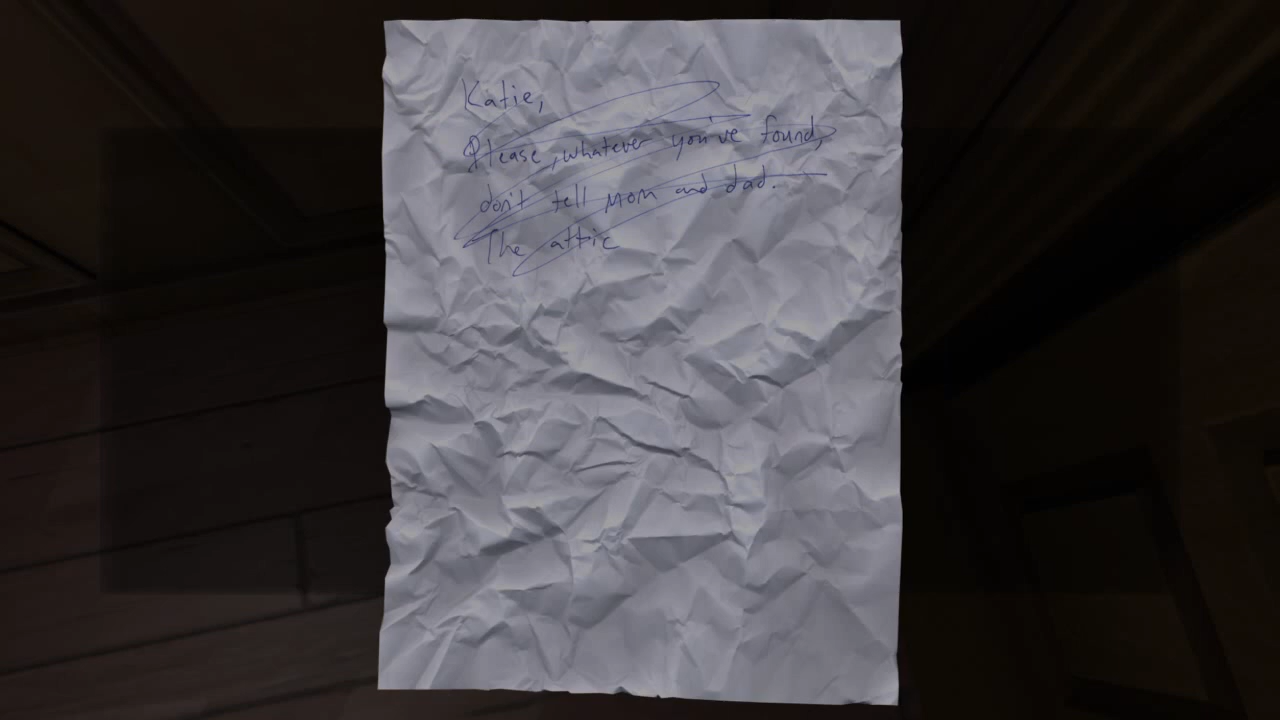 Katie,
Please, whatever you've found,
don't tell Mom and dad.
The attic